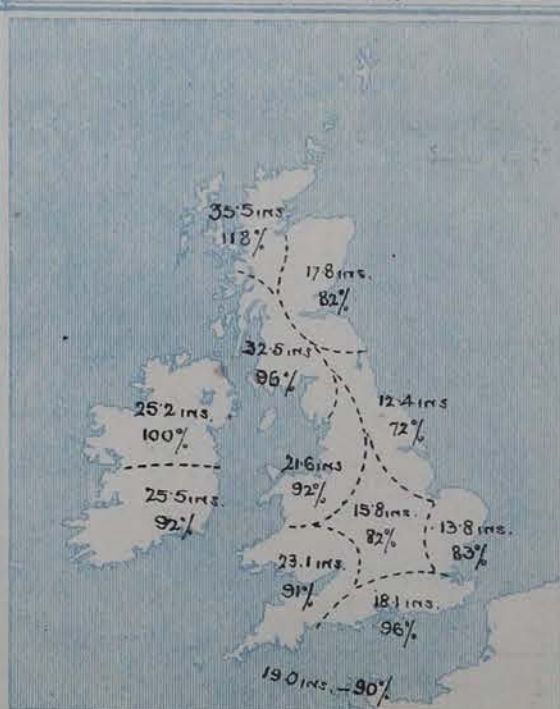 35.5 ins
118%
17.8 ins.
82%
32.5 ins
96%
12.4 ins
72%
25.2 ins.
100%
21.6 ins
92%
15.8 ins.
82%
13.8 ins.
83%
25.5 ins.
92%
23.1 ins.
91%
18.1 ins.
96%
19.0 ins. - 90%